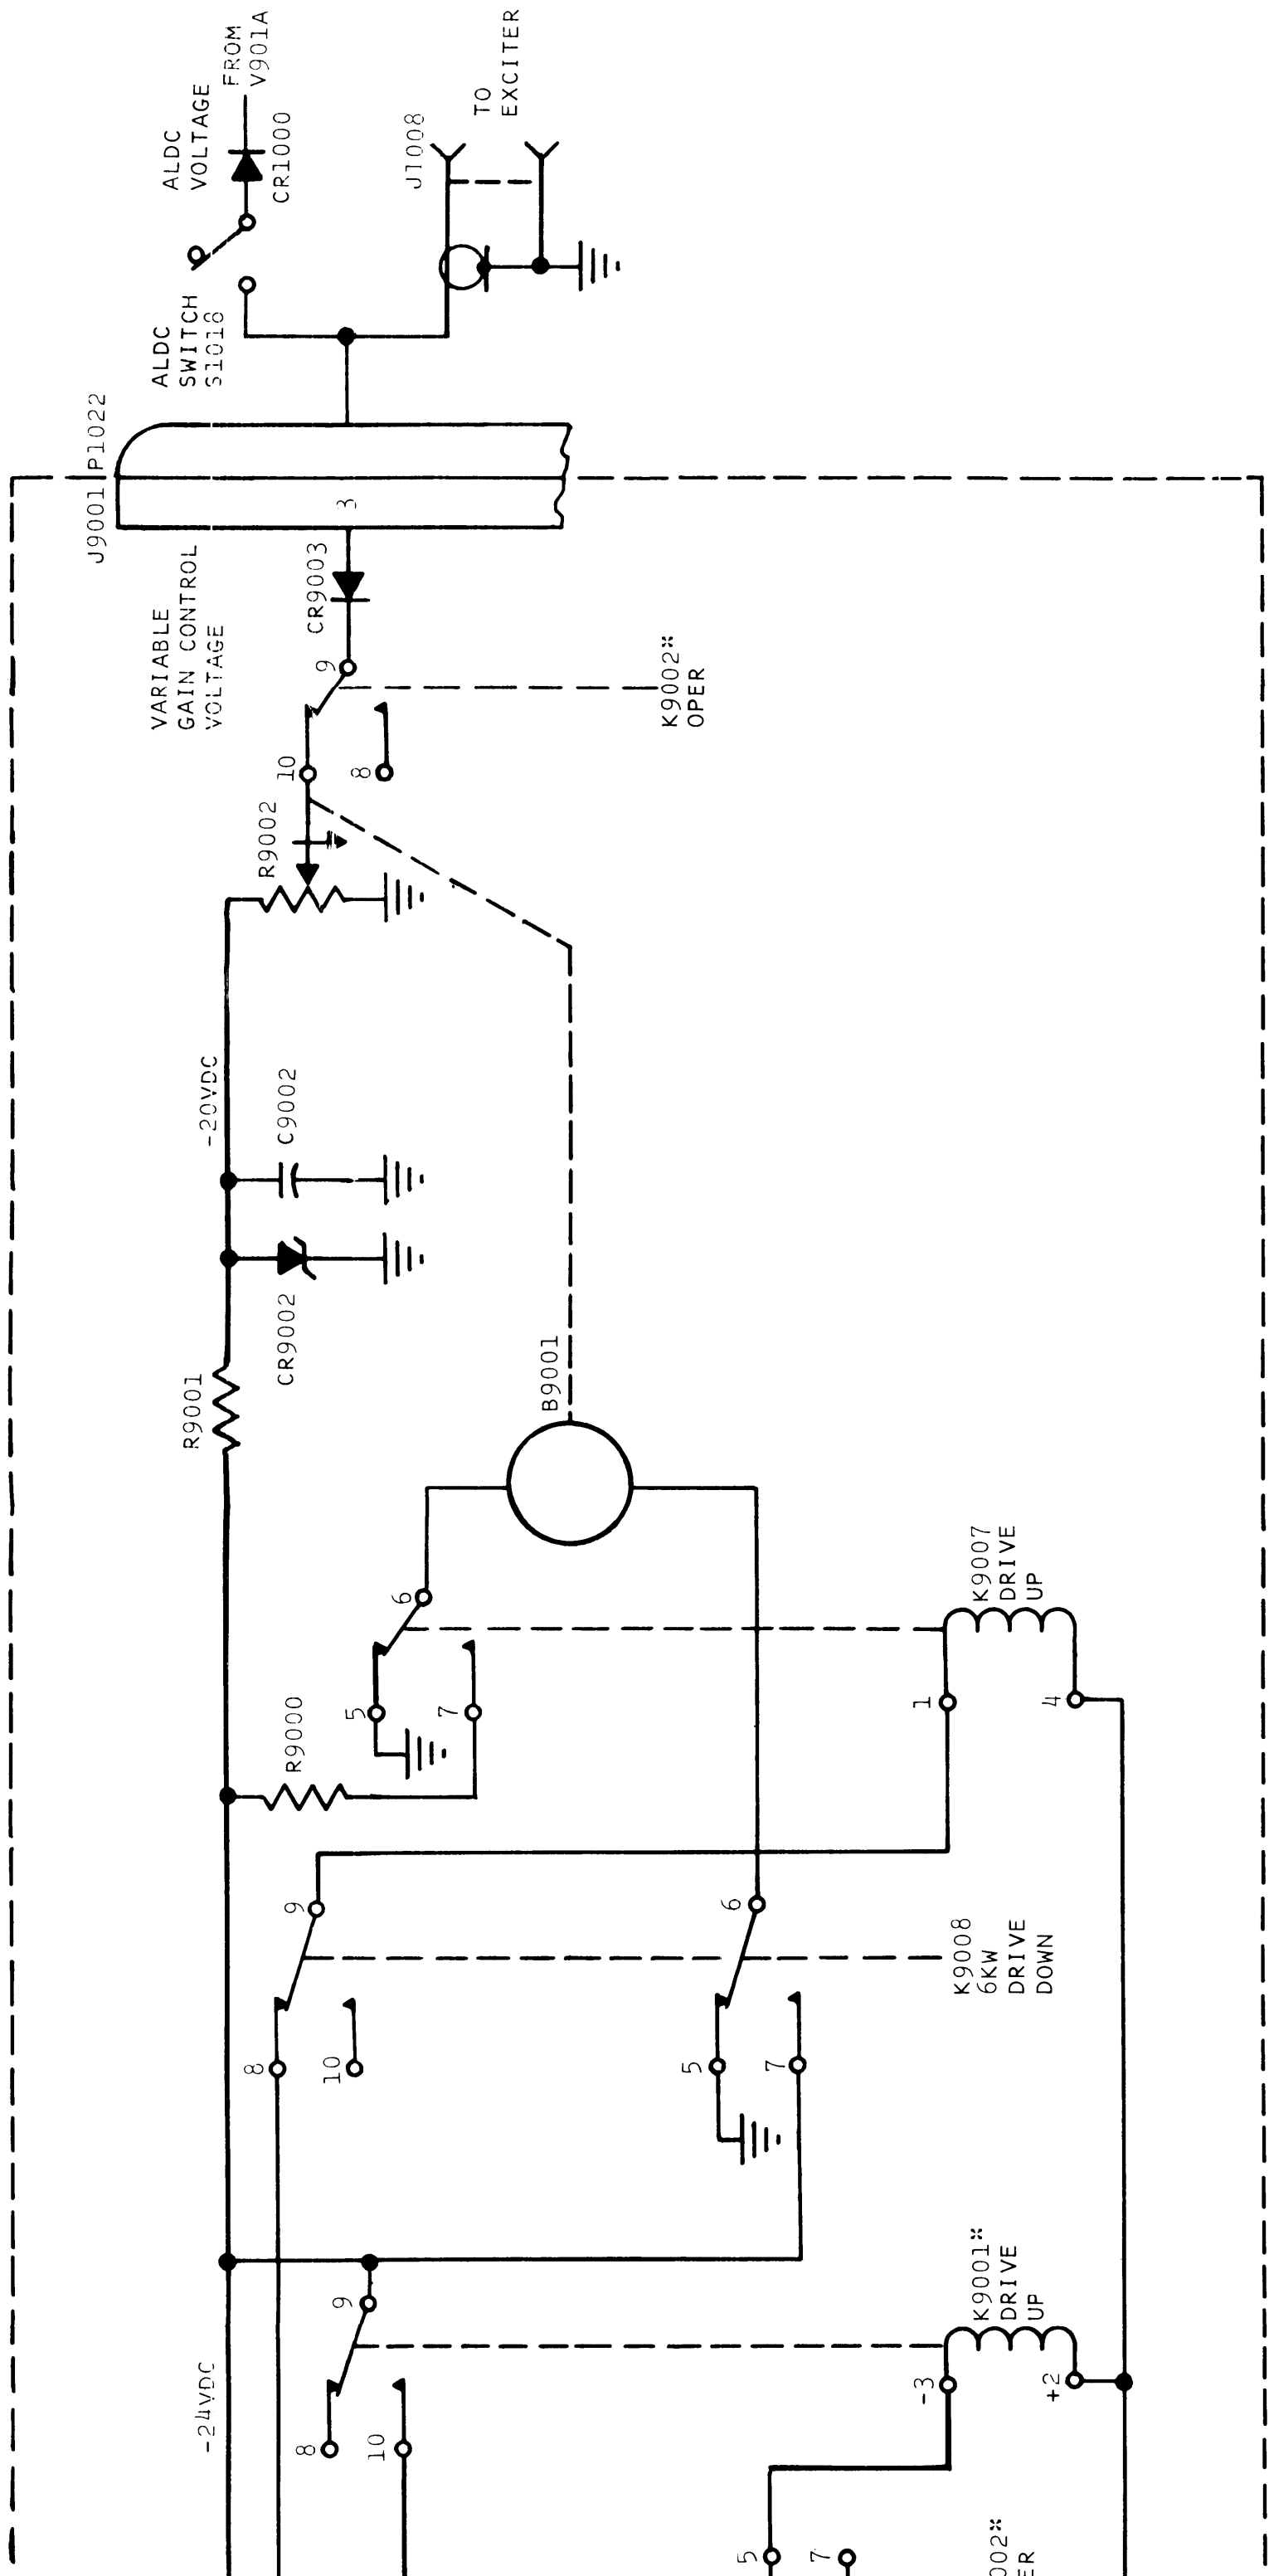 FROM
V901A
ALDC
VOLTAGE
CR1000
TO
EXCITER
J1008
ALDC
SWITCH
S1018
J9001 P1022
3
VARIABLE
GAIN CONTROL
VOLTAGE
CR9003
9
K9002*
OPER
10
8
R9002
-20VDC
C9002
CR9002
R9001
B9001
6
K9007
DRIVE
UP
5
7
1
4
R9000
9
6
K9008
6KW
DRIVE
DOWN
8
10
5
7
K9001*
DRIVE
UP
9
-24VDC
-3
+2
8
10
5
7
002*
ER